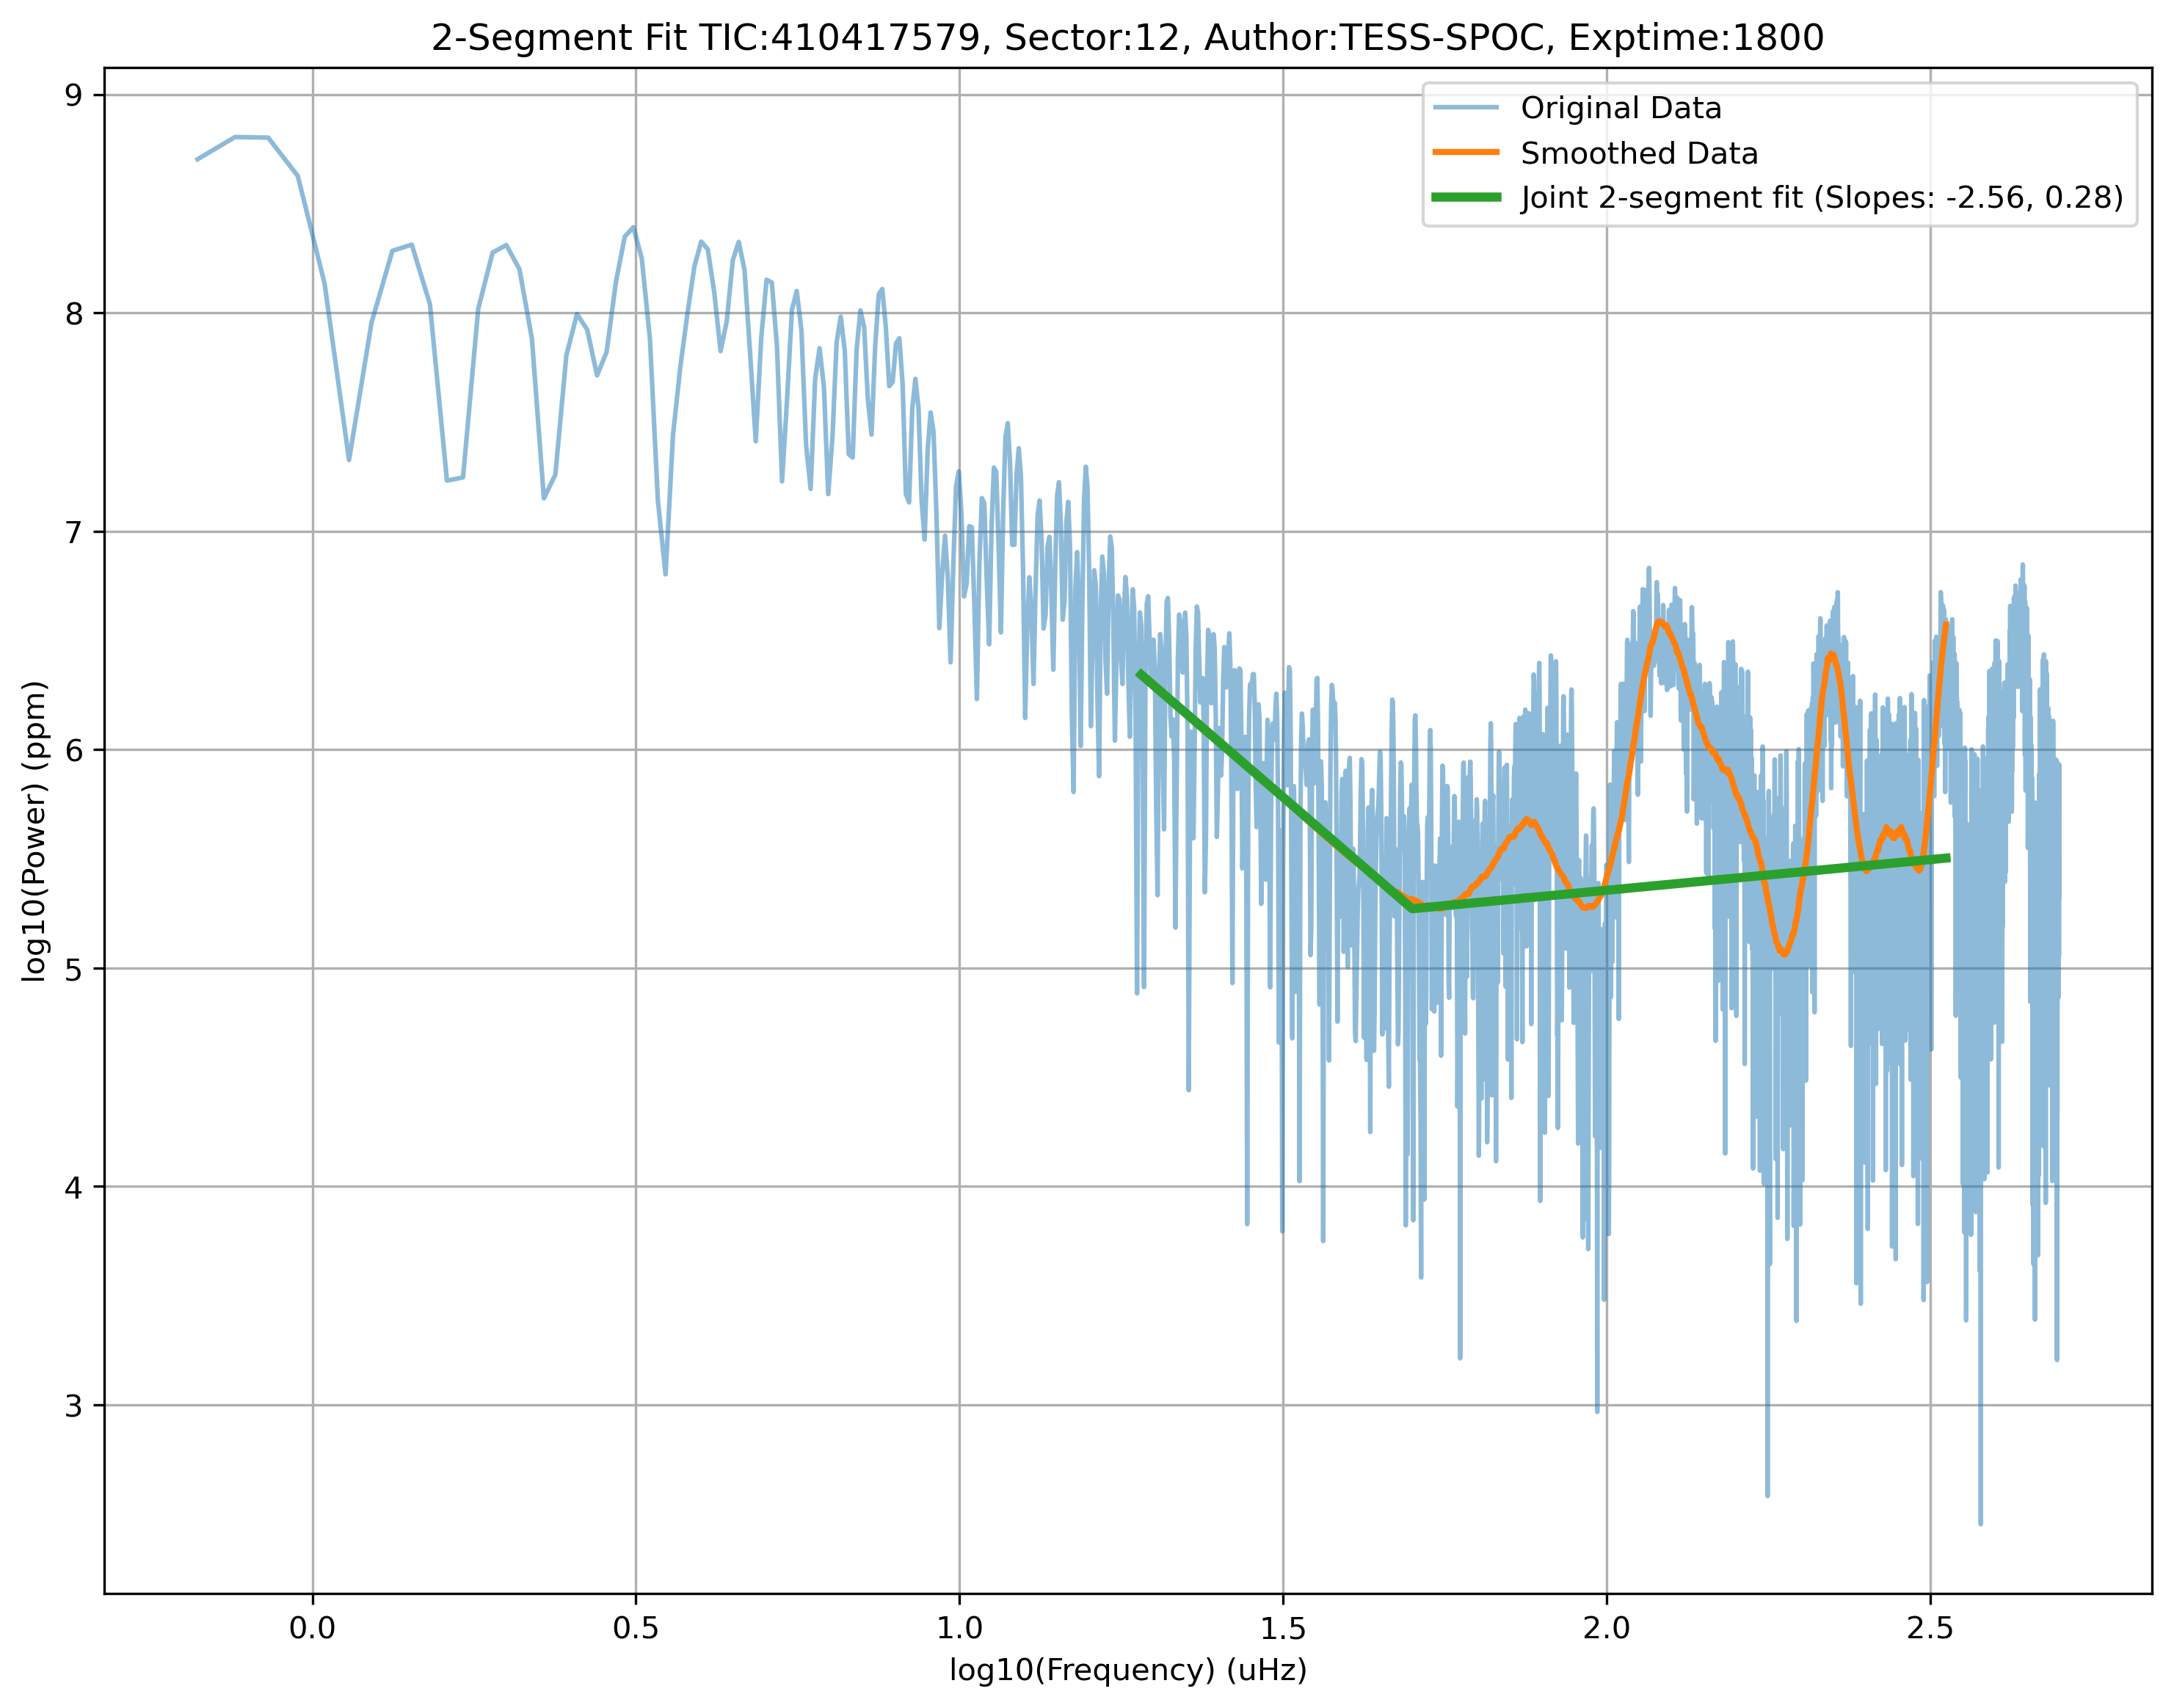 2-Segment Fit TIC:410417579, Sector:12, Author:TESS-SPOC, Exptime:1800
Original Data
Smoothed Data
Joint 2-segment fit (Slopes: -2.56, 0.28)
log10(Power) (ppm)
9
8
7
6
5
4
3
0.0 0.5 1.0 1.5 2.0 2.5
log10(Frequency) (uHz)